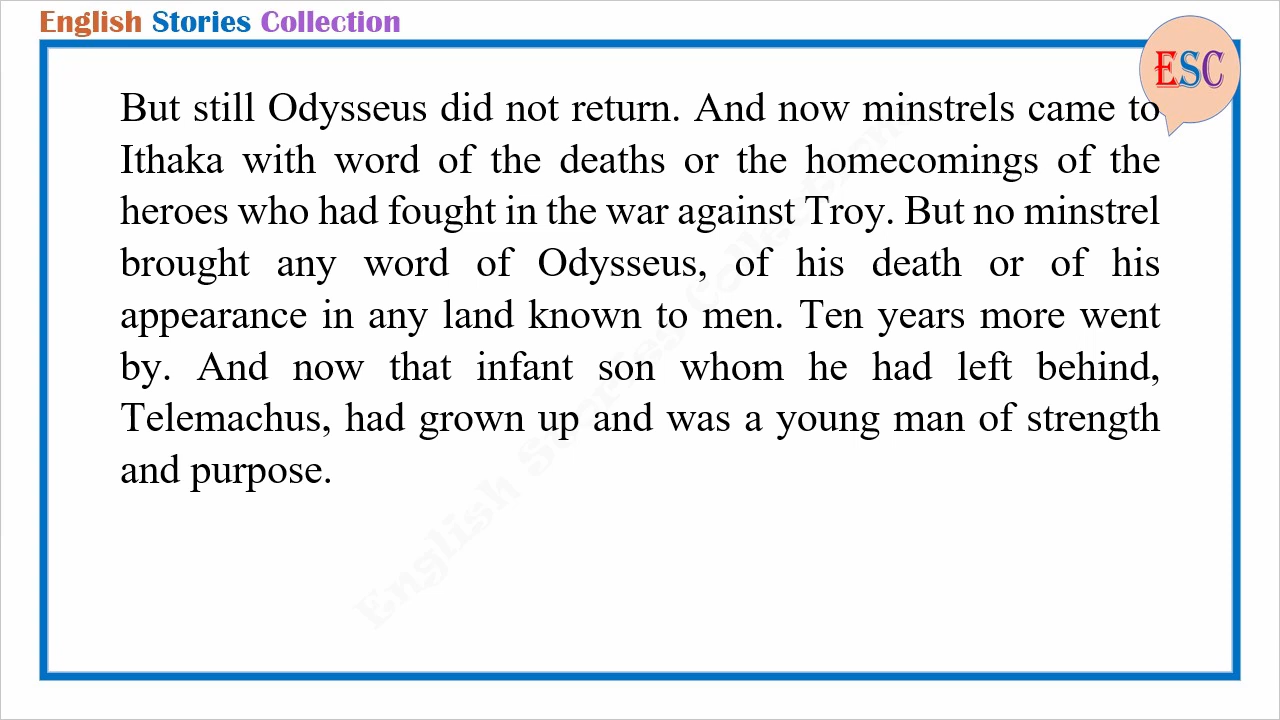 English Stories Collection
ESC
But still Odysseus did not return. And now minstrels came to
Ithaka with word of the deaths or the homecomings of the
heroes who had fought in the war against Troy. But no minstrel
brought any word of Odysseus, of his death or of his
appearance in any land known to men. Ten years more went
by. And now that infant son whom he had left behind,
Telemachus, had grown up and was a young man of strength
and purpose.
English Stories Collection